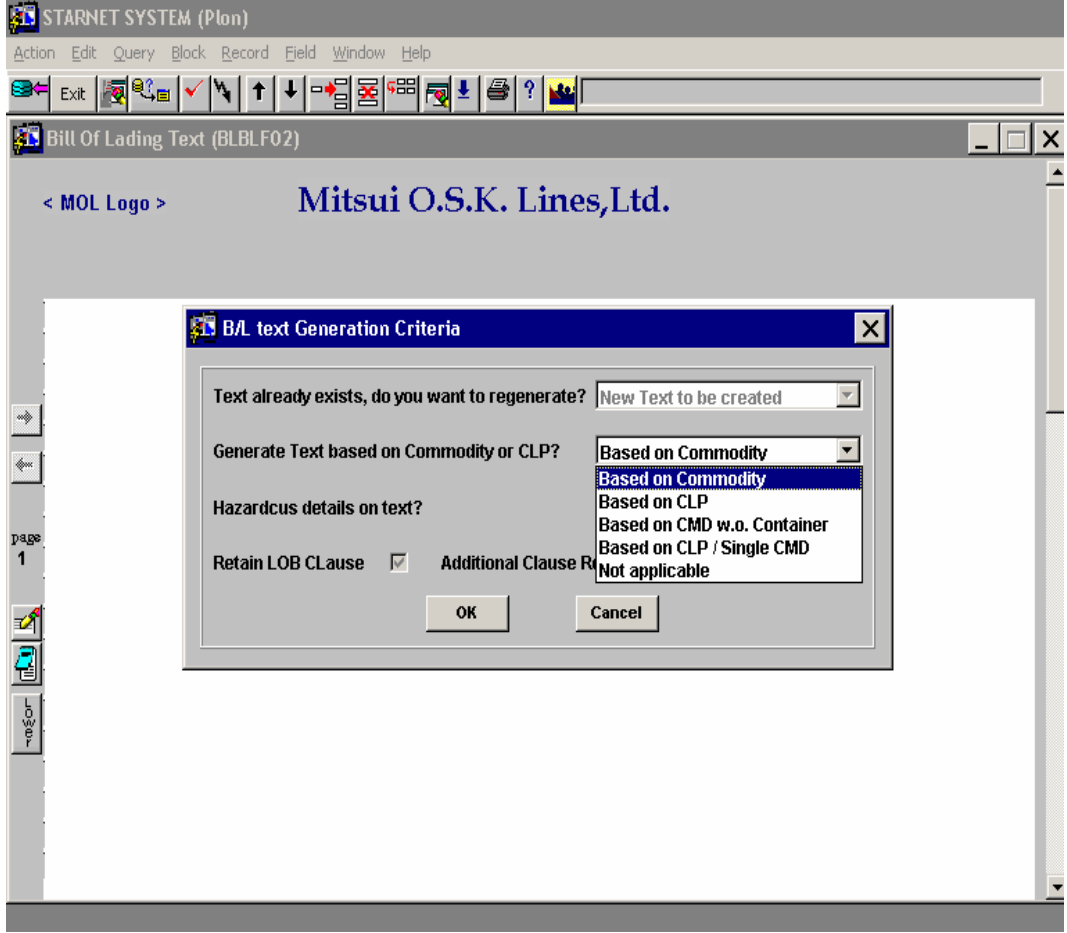 STARNET SYSTEM (Plon)
Action Edit Query Block Record Field Window Help
Exit ?
Bill Of Lading Text (BLBLF02)
< MOL Logo > Mitsui O.S.K. Lines,Ltd.
B/L text Generation Criteria
Text already exists, do you want to regenerate? New Text to be created
Generate Text based on Commodity or CLP? Based on Commodity
Based on Commodity
Based on CLP
Hazardcus details on text?
Based on CMD w.o. Container
Based on CLP / Single CMD
Retain LOB CLause Additional Clause
Not applicable
OK Cancel
page
1
Lower